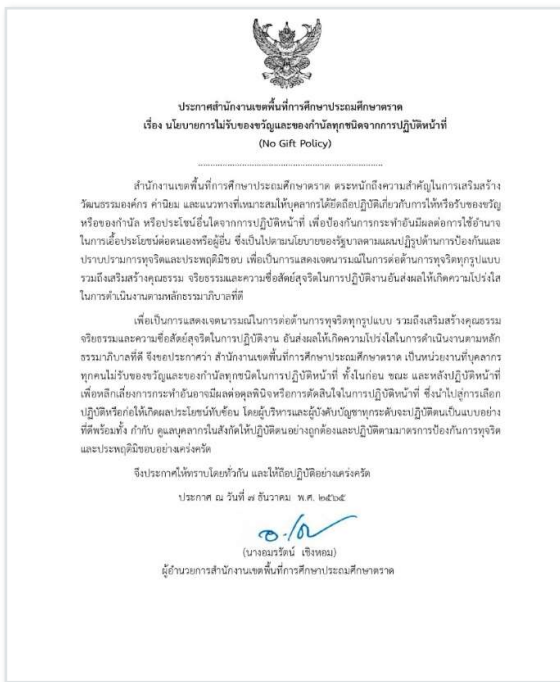 ประกาศสำนักงานเขตพื้นที่การศึกษาประถมศึกษาตราด
เรื่อง นโยบายการไม่รับของขวัญและของกำนัลทุกชนิดจากการปฏิบัติหน้าที่
(No Gift Policy)
สำนักงานเขตพื้นที่การศึกษาประถมศึกษาตราด ตระหนักถึงความสำคัญในการเสริมสร้าง
วัฒนธรรมองค์กร ค่านิยม และแนวทางที่เหมาะสมให้บุคลากรได้ยึดถือปฏิบัติเกี่ยวกับการให้หรือรับของขวัญ
หรือของกำนัล หรือประโยชน์อื่นใดจากการปฏิบัติหน้าที่ เพื่อป้องกันการกระทำอันมีผลต่อการใช้อำนาจ
ในการเอื้อประโยชน์ต่อตนเองหรือผู้อื่น ซึ่งเป็นไปตามนโยบายของรัฐบาลตามแผนปฏิรูปด้านการป้องกันและ
ปราบปรามการทุจริตและประพฤติมิชอบ เพื่อเป็นการแสดงเจตนารมณ์ในการต่อต้านการทุจริตทุกรูปแบบ
รวมถึงเสริมสร้างคุณธรรม จริยธรรมและความซื่อสัตย์สุจริตในการปฏิบัติงานอันส่งผลให้เกิดความโปร่งใส
ในการดำเนินงานตามหลักธรรมาภิบาลที่ดี
เพื่อเป็นการแสดงเจตนารมณ์ในการต่อต้านการทุจริตทุกรูปแบบ รวมถึงเสริมสร้างคุณธรรม
จริยธรรมและความซื่อสัตย์สุจริตในการปฏิบัติงาน อันส่งผลให้เกิดความโปร่งใสในการดำเนินงานตามหลัก
ธรรมาภิบาลที่ดี จึงขอประกาศว่า สำนักงานเขตพื้นที่การศึกษาประถมศึกษาตราด เป็นหน่วยงานที่บุคลากร
ทุกคนไม่รับของขวัญและของกำนัลทุกชนิดในการปฏิบัติหน้าที่ ทั้งในก่อน ขณะ และหลังปฏิบัติหน้าที่
เพื่อหลีกเลี่ยงการกระทำอันอาจมีผลต่อดุลพินิจหรือการตัดสินใจในการปฏิบัติหน้าที่ ซึ่งนำไปสู่การเลือก
ปฏิบัติหรือก่อให้เกิดผลประโยชน์ทับซ้อน โดยผู้บริหารและผู้บังคับบัญชาทุกระดับจะปฏิบัติตนเป็นแบบอย่าง
ที่ดีพร้อมทั้ง กำกับ ดูแลบุคลากรในสังกัดให้ปฏิบัติตนอย่างถูกต้องและปฏิบัติตามมาตรการป้องกันการทุจริต
และประพฤติมิชอบอย่างเคร่งครัด
จึงประกาศให้ทราบโดยทั่วกัน และให้ถือปฏิบัติอย่างเคร่งครัด
ประกาศ ณ วันที่ ๗ ธันวาคม พ.ศ. ๒๕๖๕
(นางอมรรัตน์ เชิงหอม)
ผู้อำนวยการสำนักงานเขตพื้นที่การศึกษาประถมศึกษาตราด